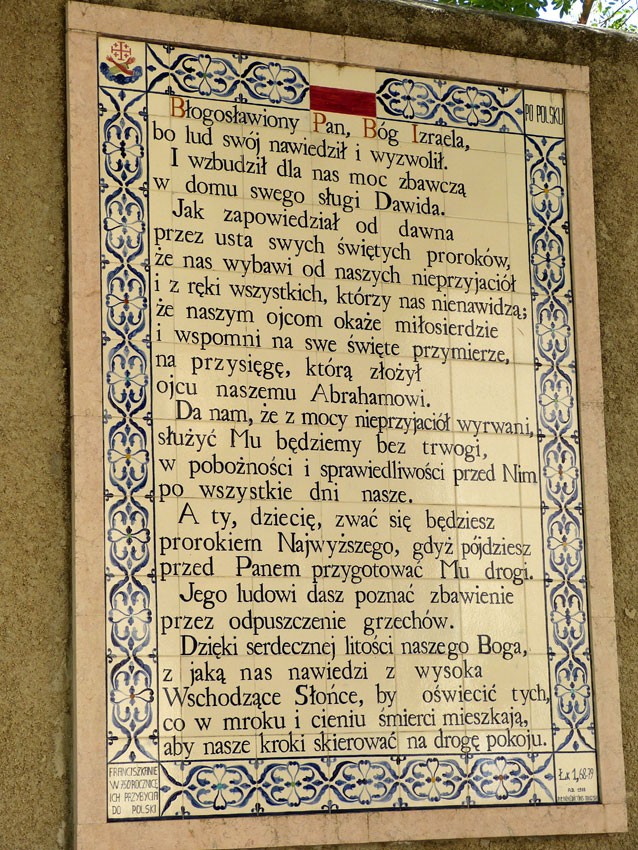 PO POLSKU
Błogosławiony Pan, Bóg Izraela,
bo lud swój nawiedził i wyzwolił.
I wzbudził dla nas moc zbawczą
w domu swego sługi Dawida.
Jak zapowiedział od dawna
przez usta swych świętych proroków,
że nas wybawi od naszych nieprzyjaciół
i z ręki wszystkich, którzy nas nienawidzą;
że naszym ojcom okaże miłosierdzie
i wspomni na swe święte przymierze,
na przysięgę, którą złożył
ojcu naszemu Abrahamowi.
Da nam, że z mocy nieprzyjaciół wyrwani,
służyć Mu będziemy bez trwogi,
w pobożności i sprawiedliwości przed Nim
po wszystkie dni nasze.
A ty, dziecię, zwać się będziesz
prorokiem Najwyższego, gdyż pójdziesz
przed Panem przygotować Mu drogi.
Jego ludowi dasz poznać zbawienie
przez odpuszczenie grzechów.
Dzięki serdecznej litości naszego Boga,
z jaką nas nawiedzi z wysoka
Wschodzące Słońce, by oświecić tych,
co w mroku i cieniu śmierci mieszkają,
aby nasze kroki skierować na drogę pokoju.
FRANCISZKANIE
W 750 ROCZNICĘ
ICH PRZYBYCIA
DO POLSKI
Łk 1, 68-79